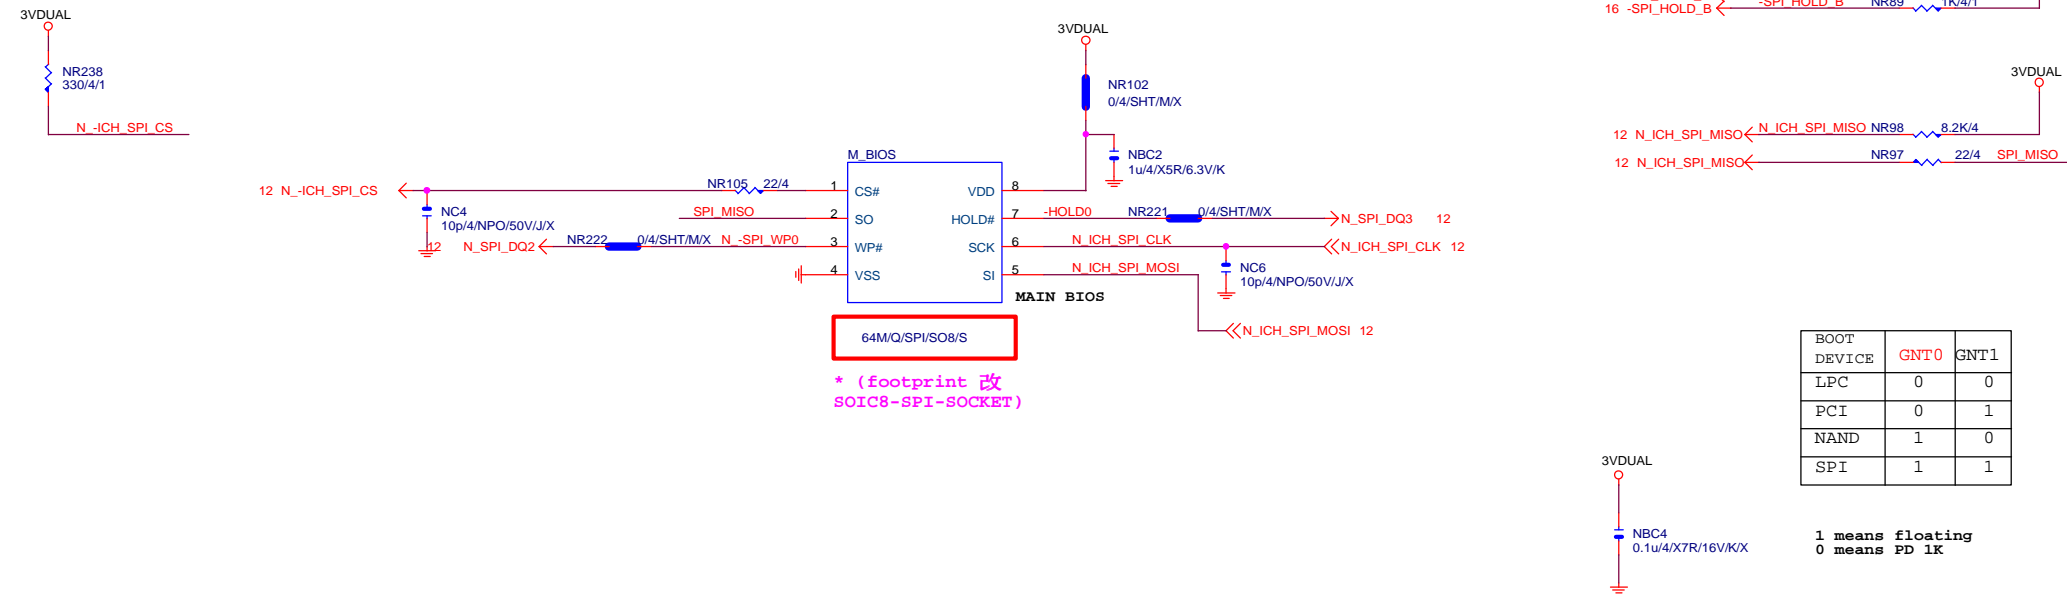 3VDUAL
NR238
330/4/1
N_-ICH_SPI_CS
3VDUAL
NR102
0/4/SHT/M/X
NBC2
1u/4/X5R/6.3V/K
M_BIOS
12 N_-ICH_SPI_CS
NR105 22/4
1 CS# VDD 8
NC4
10p/4/NPO/50V/J/X
SPI_MISO
2 SO HOLD# 7
-HOLD0 NR221 0/4/SHT/M/X N_SPI_DQ3 12
12 N_SPI_DQ2 NR222 0/4/SHT/M/X N_-SPI_WP0
3 WP# SCK 6
N_ICH_SPI_CLK N_ICH_SPI_CLK 12
4 VSS SI 5
N_ICH_SPI_MOSI
NC6
10p/4/NPO/50V/J/X
MAIN BIOS
N_ICH_SPI_MOSI 12
64M/Q/SPI/SO8/S
* (footprint 改
SOIC8-SPI-SOCKET)
16 -SPI_HOLD_B -SPI_HOLD_B NR89 1K/4/1
3VDUAL
12 N_ICH_SPI_MISO N_ICH_SPI_MISO NR98 8.2K/4
12 N_ICH_SPI_MISO NR97 22/4 SPI_MISO
BOOT
DEVICE GNT0 GNT1
LPC 0 0
PCI 0 1
NAND 1 0
SPI 1 1
3VDUAL
NBC4
0.1u/4/X7R/16V/K/X
1 means floating
0 means PD 1K